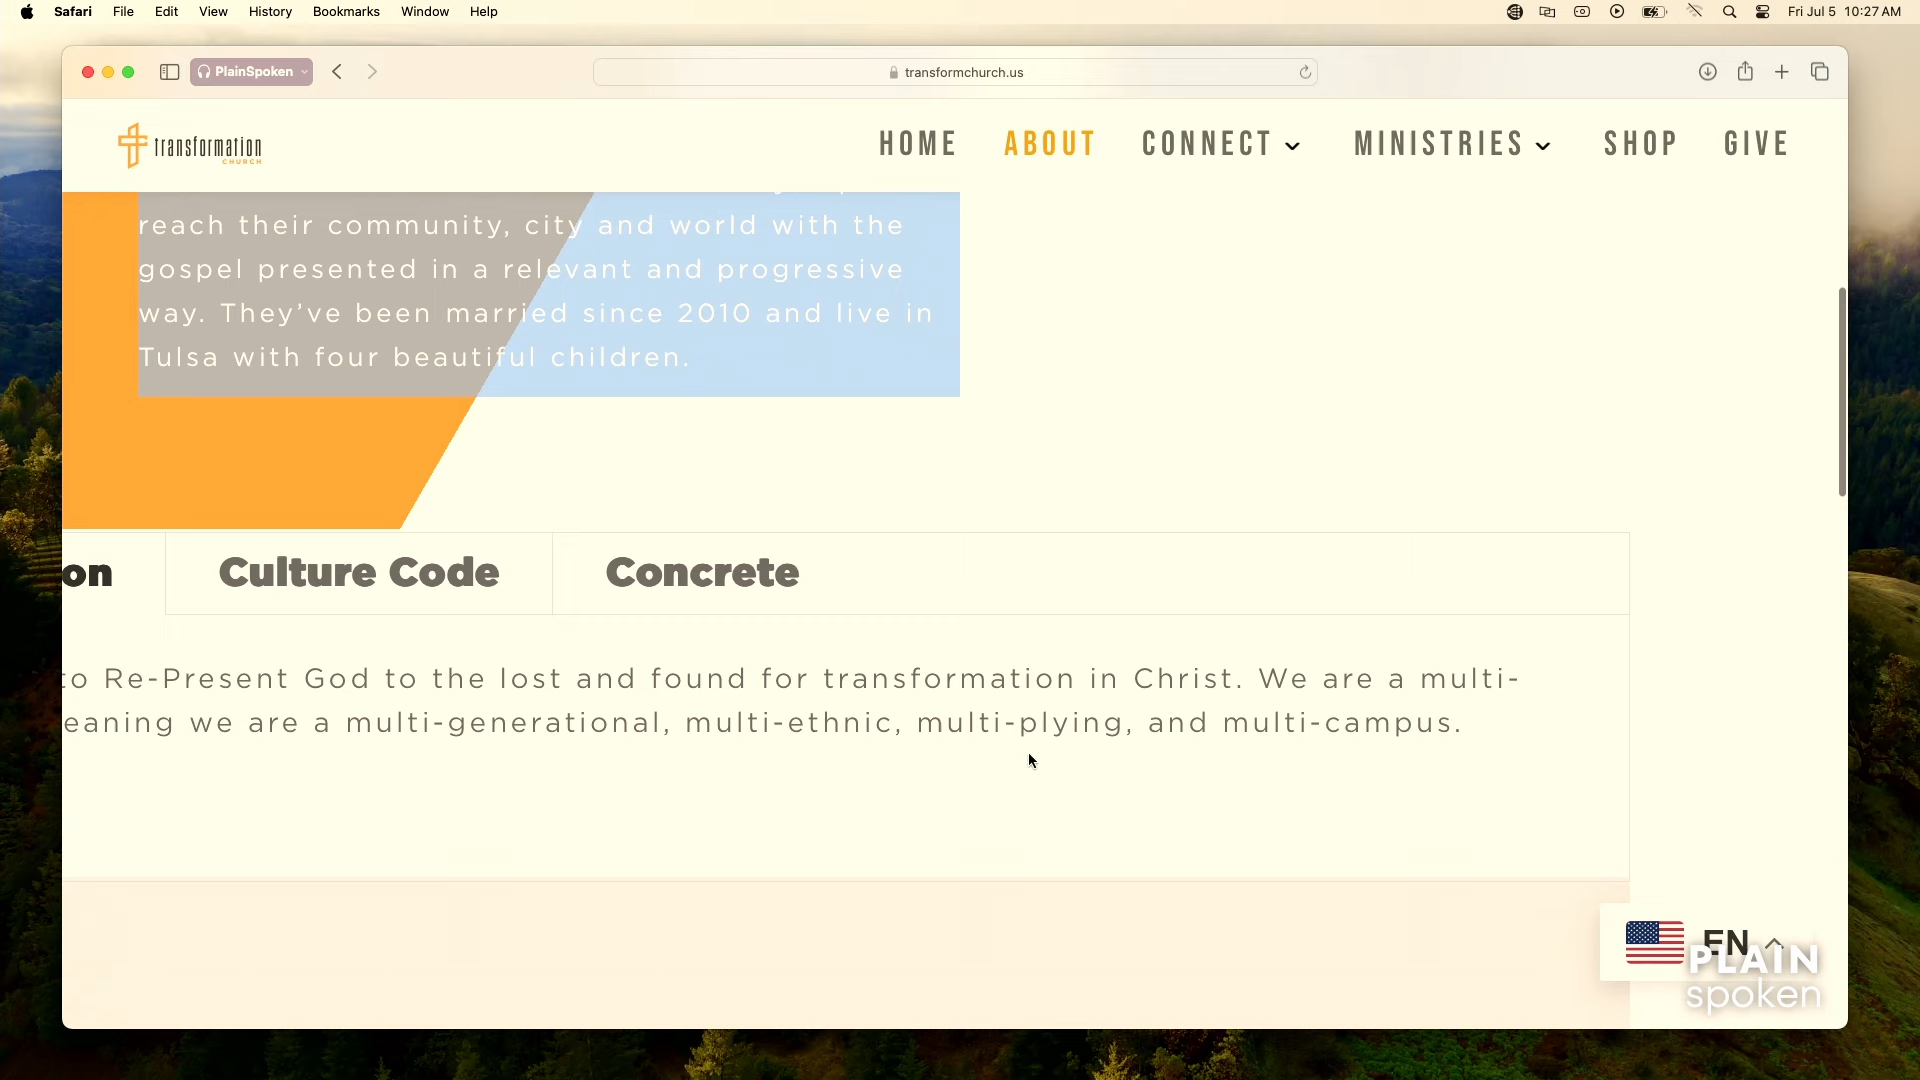 Safari File Edit View History Bookmarks Window Help Fri Jul 5 10:27 AM
PlainSpoken transformchurch.us
transformation
CHURCH
HOME ABOUT CONNECT MINISTRIES SHOP GIVE
reach their community, city and world with the
gospel presented in a relevant and progressive
way. They’ve been married since 2010 and live in
Tulsa with four beautiful children.
on Culture Code Concrete
to Re-Present God to the lost and found for transformation in Christ. We are a multi-
eaning we are a multi-generational, multi-ethnic, multi-plying, and multi-campus.
EN
PLAIN
spoken